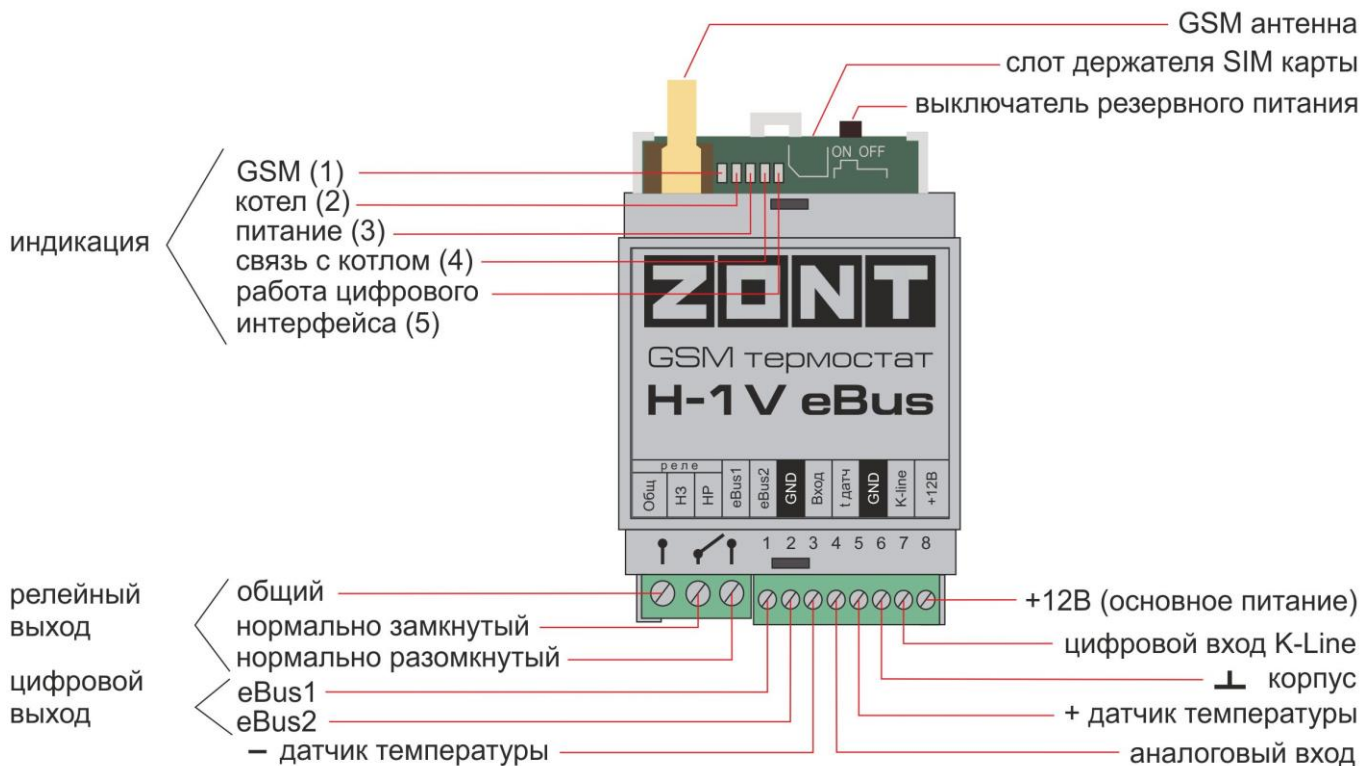 GSM антенна
слот держателя SIM карты
выключатель резервного питания
ON OFF
индикация
GSM (1)
котел (2)
питание (3)
связь с котлом (4)
работа цифрового
интерфейса (5)
ZONT
GSM термостат
H-1V eBus
реле
Общ НЗ НР eBus1 eBus2 GND Вход t датч GND K-line +12В
1 2 3 4 5 6 7 8
релейный
выход
общий
нормально замкнутый
нормально разомкнутый
цифровой
выход
eBus1
eBus2
– датчик температуры
+12В (основное питание)
цифровой вход K-Line
корпус
+ датчик температуры
аналоговый вход